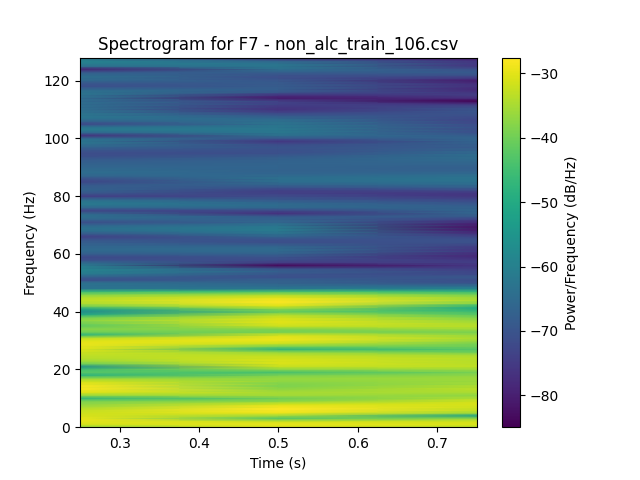 Spectrogram for F7 - non_alc_train_106.csv
120
100
80
60
40
20
0
Frequency (Hz)
0.3 0.4 0.5 0.6 0.7
Time (s)
−30
−40
−50
−60
−70
−80
Power/Frequency (dB/Hz)